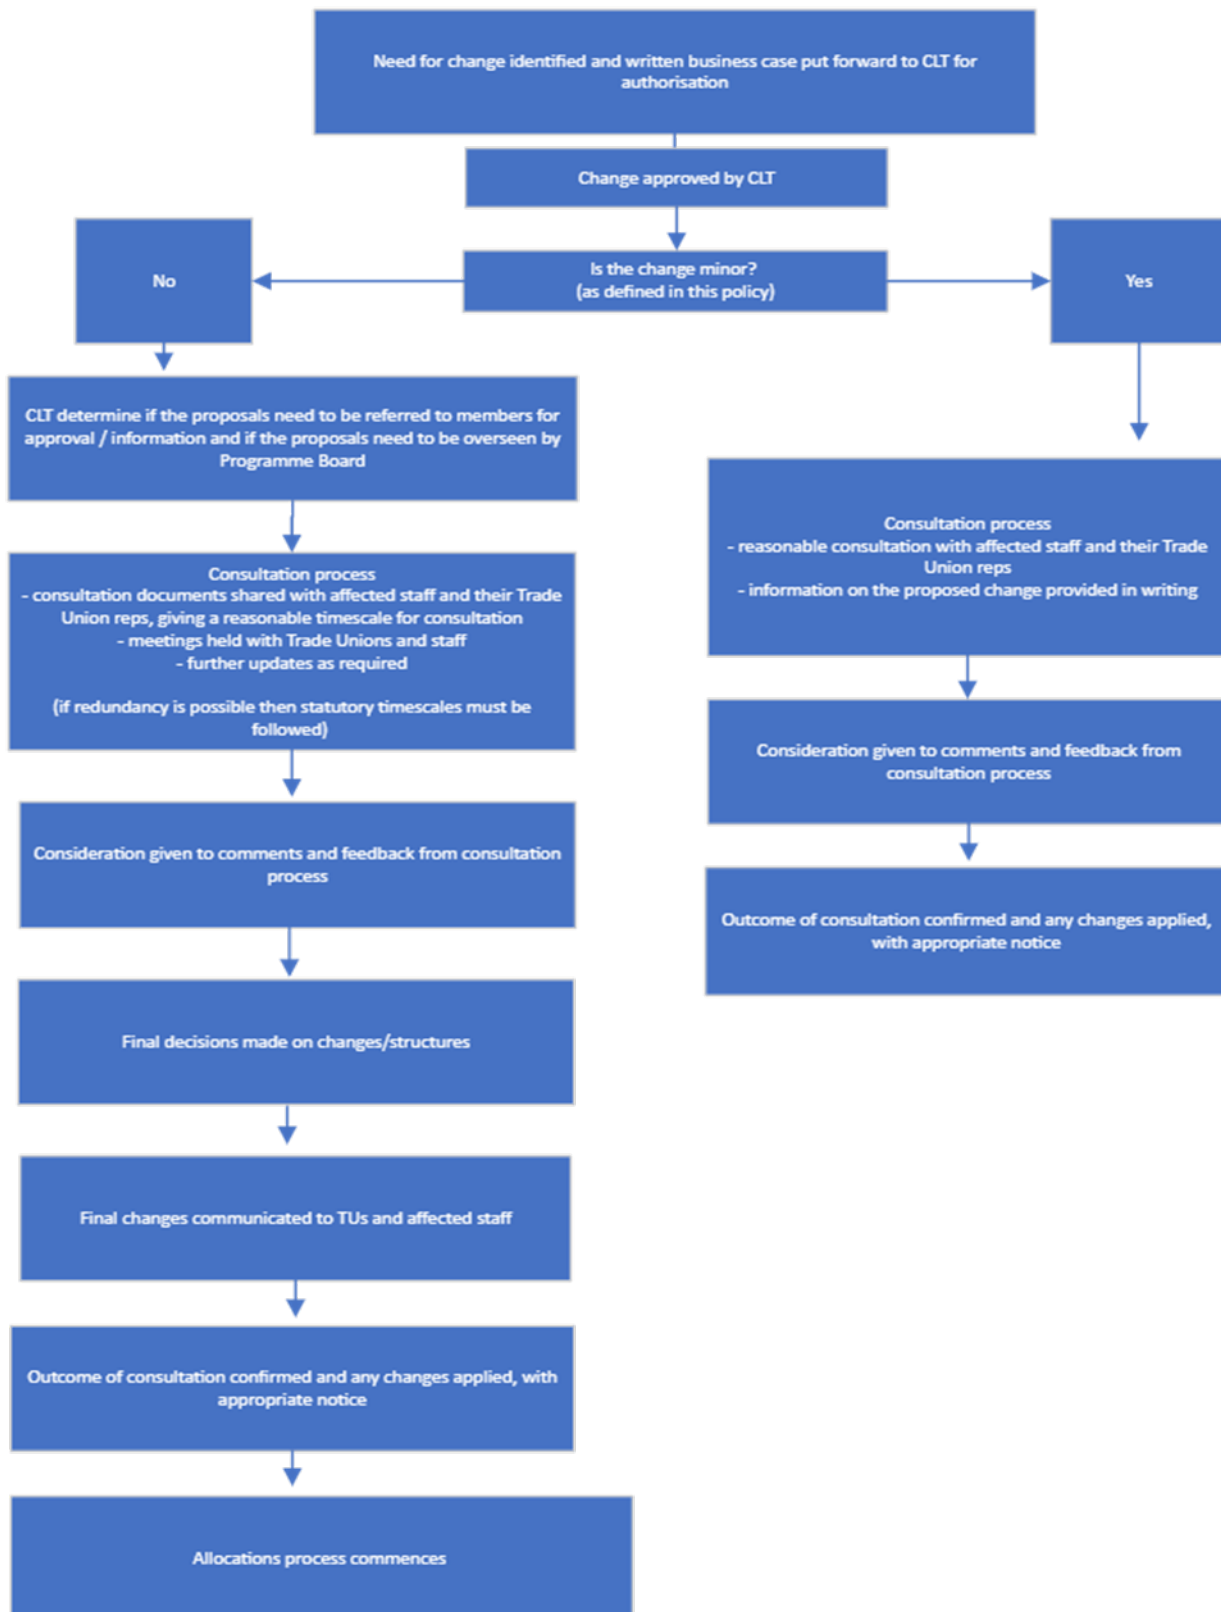 Need for change identified and written business case put forward to CLT for
authorisation
Change approved by CLT
Is the change minor?
(as defined in this policy)
No
Yes
CLT determine if the proposals need to be referred to members for
approval / information and if the proposals need to be overseen by
Programme Board
Consultation process
- consultation documents shared with affected staff and their Trade
Union reps, giving a reasonable timescale for consultation
- meetings held with Trade Unions and staff
- further updates as required
(if redundancy is possible then statutory timescales must be
followed)
Consideration given to comments and feedback from consultation
process
Final decisions made on changes/structures
Final changes communicated to TUs and affected staff
Outcome of consultation confirmed and any changes applied, with
appropriate notice
Allocations process commences
Consultation process
- reasonable consultation with affected staff and their Trade
Union reps
- information on the proposed change provided in writing
Consideration given to comments and feedback from
consultation process
Outcome of consultation confirmed and any changes applied,
with appropriate notice